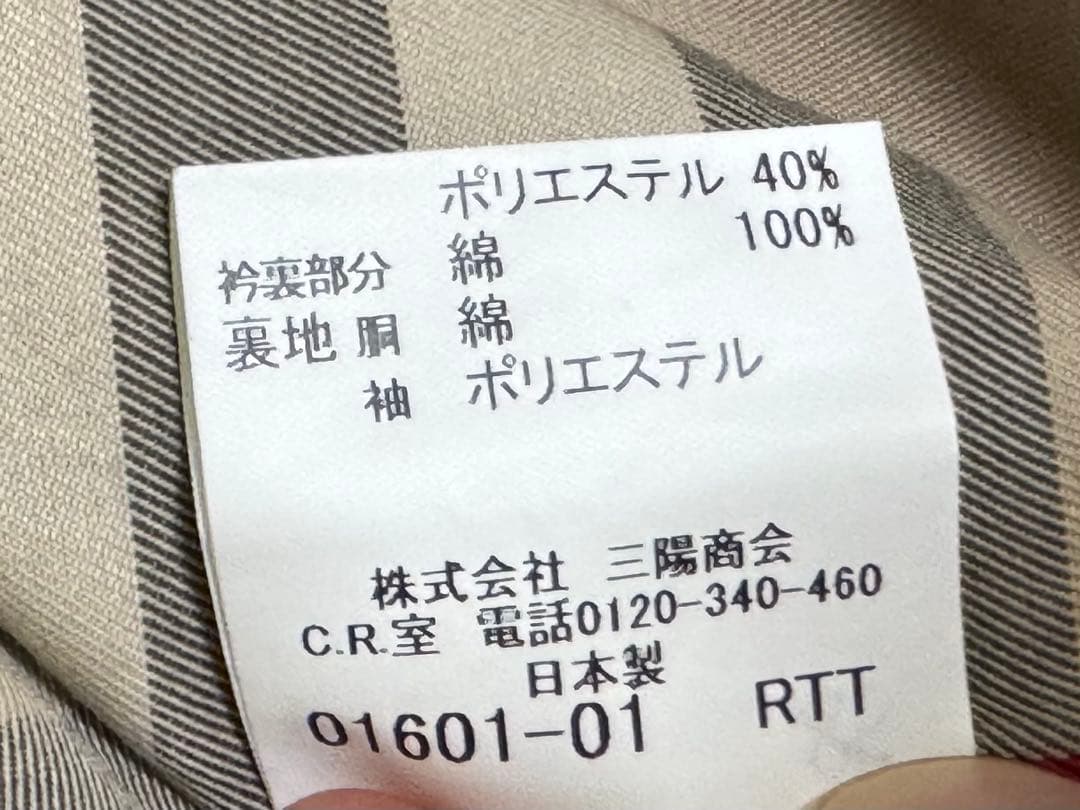 ポリエステル 40%
衿裏部分 綿 100%
裏地 胴 綿
袖 ポリエステル
株式会社 三陽商会
C.R.室 電話0120-340-460
日本製
01601-01 RTT